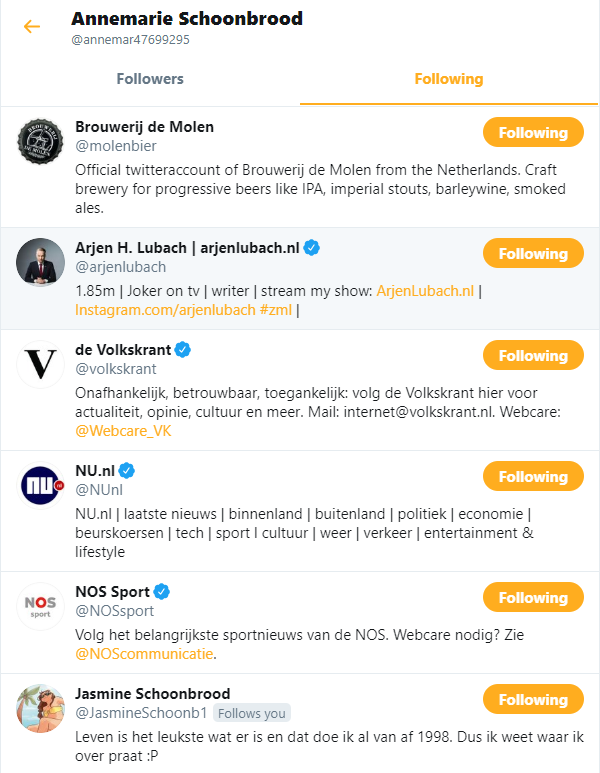 Annemarie Schoonbrood
@annemar47699295
Followers
Following
Brouwerij de Molen
Following
@molenbier
Official twitteraccount of Brouwerij de Molen from the Netherlands. Craft
brewery for progressive beers like IPA, imperial stouts, barleywine, smoked
ales.
Arjen H. Lubach | arjenlubach.nl
Following
@arjenlubach
1.85m | Joker on tv | writer | stream my show: ArjenLubach.nl |
Instagram.com/arjenlubach #zml |
V
de Volkskrant
Following
@volkskrant
Onafhankelijk, betrouwbaar, toegankelijk: volg de Volkskrant hier voor
actualiteit, opinie, cultuur en meer. Mail: internet@volkskrant.nl. Webcare:
@Webcare_VK
nu.nl
NU.nl
Following
@NUnl
NU.nl | laatste nieuws | binnenland | buitenland | politiek | economie |
beurskoersen | tech | sport l cultuur | weer | verkeer | entertainment &
lifestyle
NOS
sport
NOS Sport
Following
@NOSsport
Volg het belangrijkste sportnieuws van de NOS. Webcare nodig? Zie
@NOScommunicatie.
Jasmine Schoonbrood
Following
@JasmineSchoonb1 Follows you
Leven is het leukste wat er is en dat doe ik al van af 1998. Dus ik weet waar ik
over praat :P